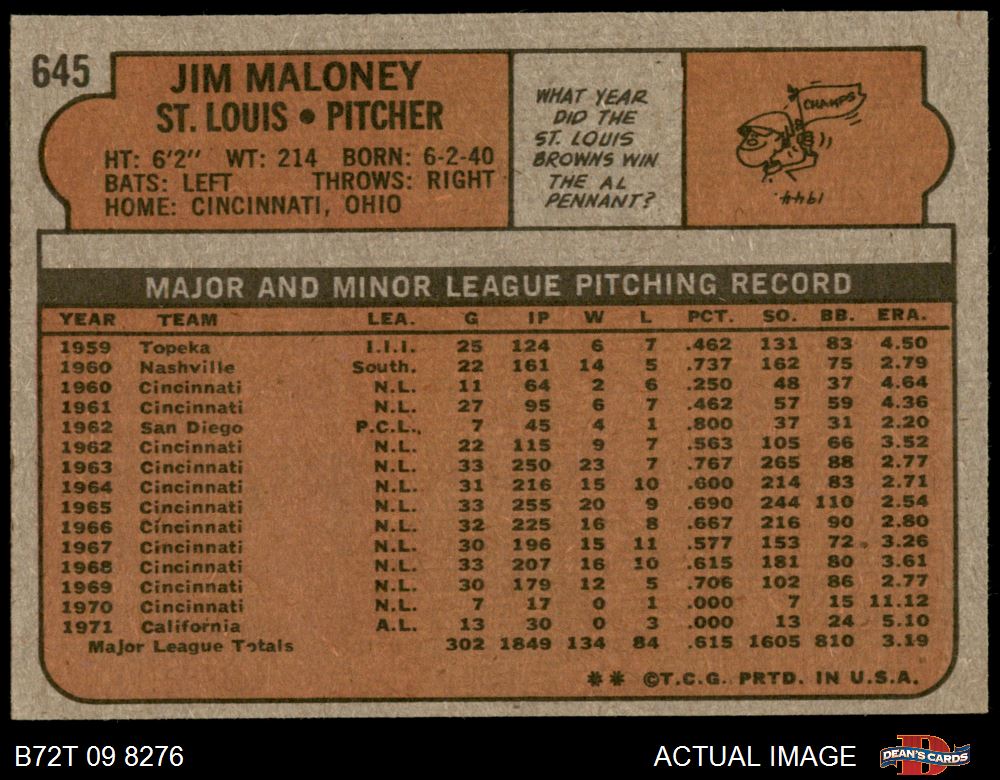 645
JIM MALONEY
ST. LOUIS • PITCHER
HT: 6'2" WT: 214 BORN: 6-2-40
BATS: LEFT THROWS: RIGHT
HOME: CINCINNATI, OHIO
WHAT YEAR
DID THE
ST. LOUIS
BROWNS WIN
THE AL
PENNANT?
CHAMPS
1944.
MAJOR AND MINOR LEAGUE PITCHING RECORD
YEAR TEAM LEA. G IP W L PCT. SO. BB. ERA.
1959 Topeka I.I.I. 25 124 6 7 .462 131 83 4.50
1960 Nashville South. 22 161 14 5 .737 162 75 2.79
1960 Cincinnati N.L. 11 64 2 6 .250 48 37 4.64
1961 Cincinnati N.L. 27 95 6 7 .462 57 59 4.36
1962 San Diego P.C.L. 7 45 4 1 .800 37 31 2.20
1962 Cincinnati N.L. 22 115 9 7 .563 105 66 3.52
1963 Cincinnati N.L. 33 250 23 7 .767 265 88 2.77
1964 Cincinnati N.L. 31 216 15 10 .600 214 83 2.71
1965 Cincinnati N.L. 33 255 20 9 .690 244 110 2.54
1966 Cincinnati N.L. 32 225 16 8 .667 216 90 2.80
1967 Cincinnati N.L. 30 196 15 11 .577 153 72 3.26
1968 Cincinnati N.L. 33 207 16 10 .615 181 80 3.61
1969 Cincinnati N.L. 30 179 12 5 .706 102 86 2.77
1970 Cincinnati N.L. 7 17 0 1 .000 7 15 11.12
1971 California A.L. 13 30 0 3 .000 13 24 5.10
Major League Totals 302 1849 134 84 .615 1605 810 3.19
** ©T.C.G. PRTD. IN U.S.A.
B72T 09 8276
ACTUAL IMAGE
DEAN'S CARDS